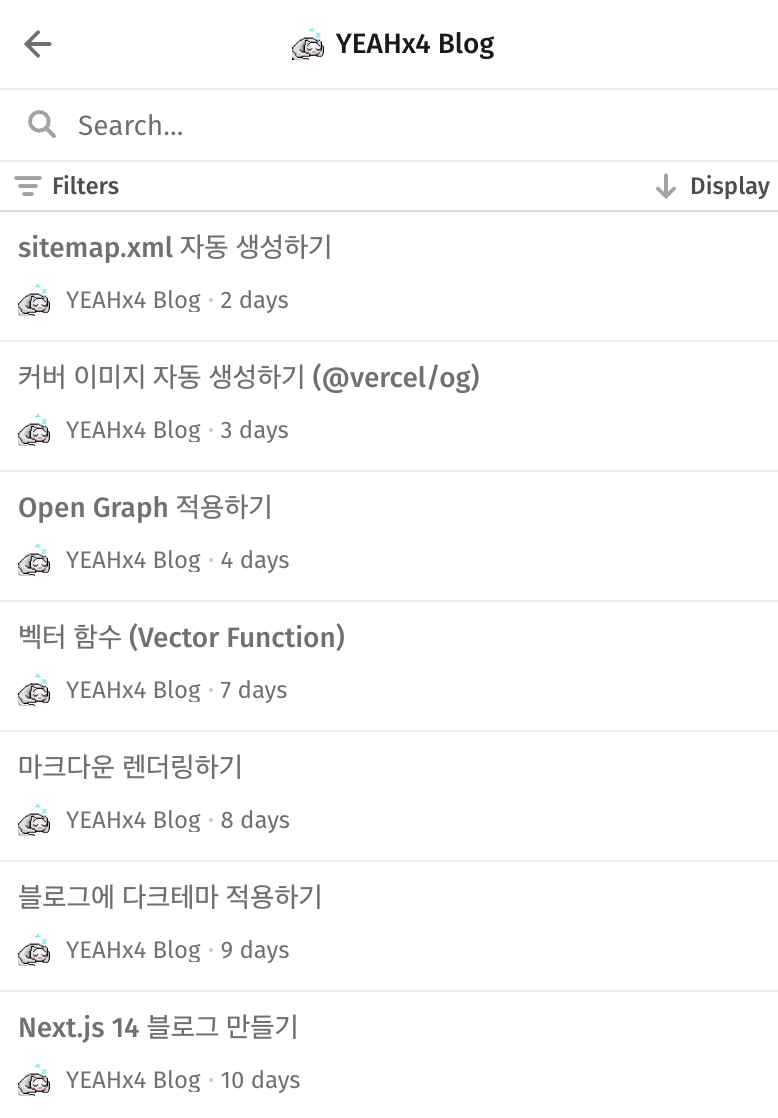 YEAHx4 Blog
Search...
Filters
Display
sitemap.xml 자동 생성하기
YEAHx4 Blog · 2 days
커버 이미지 자동 생성하기 (@vercel/og)
YEAHx4 Blog · 3 days
Open Graph 적용하기
YEAHx4 Blog · 4 days
벡터 함수 (Vector Function)
YEAHx4 Blog · 7 days
마크다운 렌더링하기
YEAHx4 Blog · 8 days
블로그에 다크테마 적용하기
YEAHx4 Blog · 9 days
Next.js 14 블로그 만들기
YEAHx4 Blog · 10 days